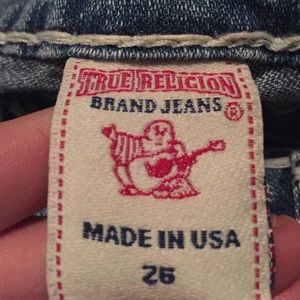 TRUE RELIGION
BRAND JEANS ®
MADE IN USA
26